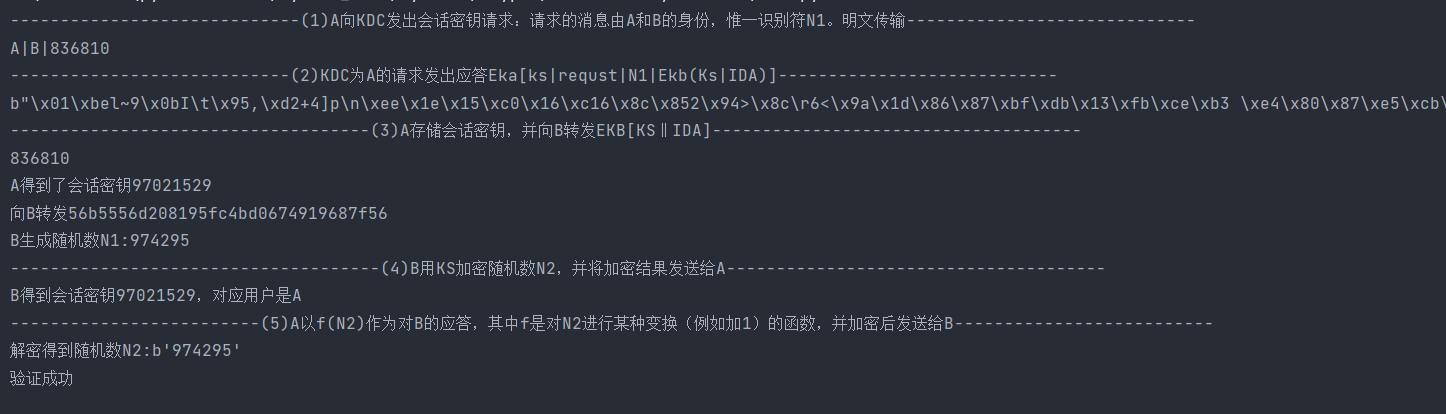 -----------------------------(1)A向KDC发出会话密钥请求：请求的消息由A和B的身份，惟一识别符N1。明文传输-----------------------------
A|B|836810
----------------------------(2)KDC为A的请求发出应答Eka[ks|requst|N1|Ekb(Ks|IDA)]----------------------------
b"\x01\xbel~9\x0bI\t\x95,\xd2+4]p\n\xee\x1e\x15\xc0\x16\xc16\x8c\x852\x94>\x8c\r6<\x9a\x1d\x86\x87\xbf\xdb\x13\xfb\xce\xb3 \xe4\x80\x87\xe5\xcb\
------------------------------------(3)A存储会话密钥，并向B转发EKB[KS‖IDA]-------------------------------------
836810
A得到了会话密钥97021529
向B转发56b5556d208195fc4bd0674919687f56
B生成随机数N1:974295
-------------------------------------(4)B用KS加密随机数N2，并将加密结果发送给A--------------------------------------
B得到会话密钥97021529，对应用户是A
-------------------------(5)A以f(N2)作为对B的应答，其中f是对N2进行某种变换（例如加1）的函数，并加密后发送给B--------------------------
解密得到随机数N2:b'974295'
验证成功